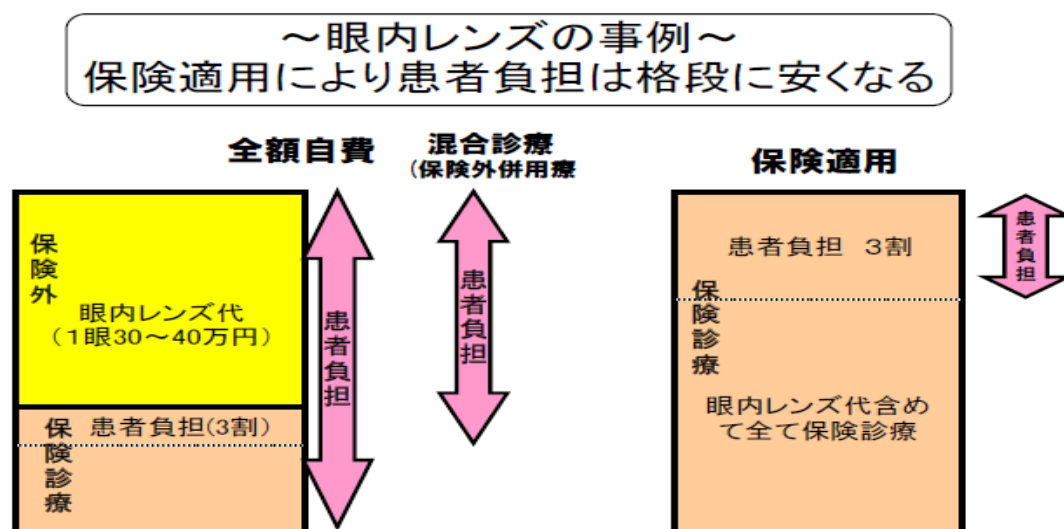 ～眼内レンズの事例～
保険適用により患者負担は格段に安くなる
全額自費
混合診療
(保険外併用療
保険適用
保険外
眼内レンズ代
（１眼30～40万円）
患者負担(3割)
保険診療
患者負担
患者負担
患者負担 3割
保険診療
眼内レンズ代含め
て全て保険診療
患者負担